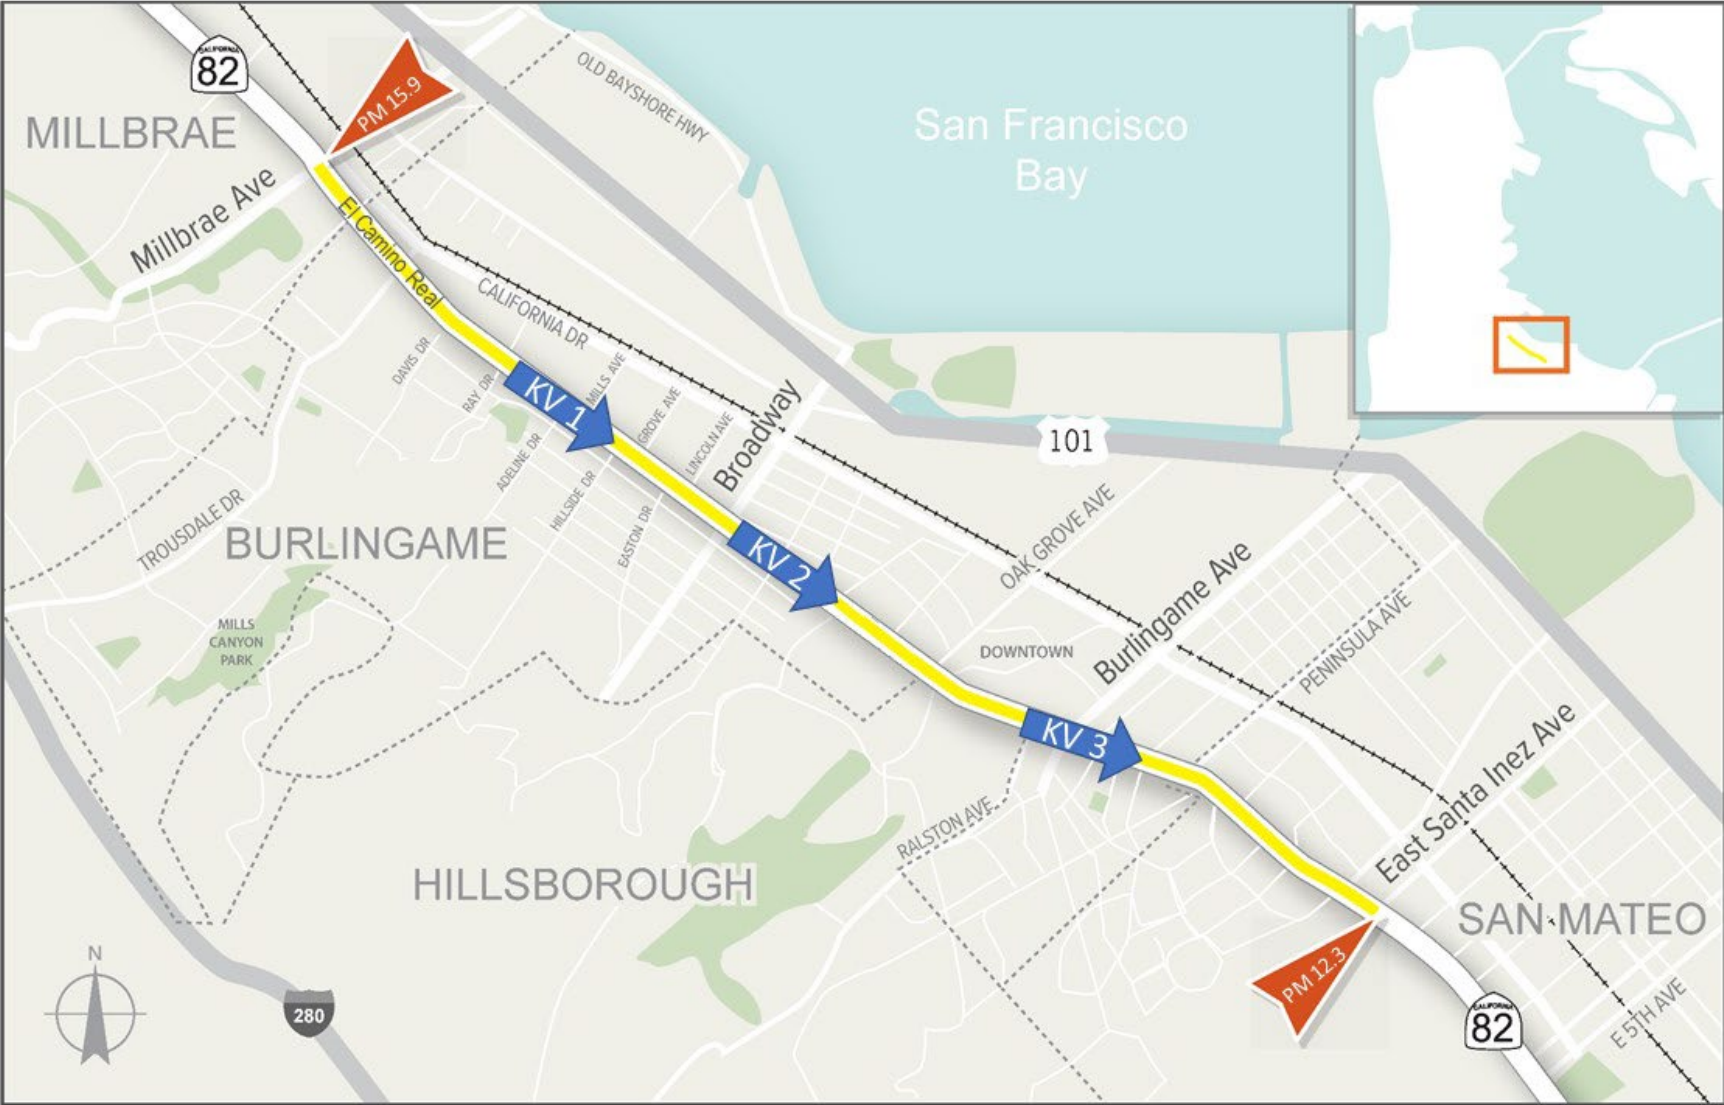 CALIFORNIA
82
PM 15.9
OLD BAYSHORE HWY
MILLBRAE
San Francisco
Bay
Millbrae Ave
El Camino Real
CALIFORNIA DR
DAVIS DR
RAY DR
KV 1
MILLS AVE
GROVE AVE
LINCOLN AVE
Broadway
101
ADELINE DR
HILLSIDE DR
EASTON DR
TROUSDALE DR
BURLINGAME
KV 2
OAK GROVE AVE
Burlingame Ave
PENINSULA AVE
MILLS
CANYON
PARK
DOWNTOWN
KV 3
East Santa Inez Ave
RALSTON AVE
HILLSBOROUGH
SAN MATEO
PM 12.3
N
280
CALIFORNIA
82
E 5TH AVE